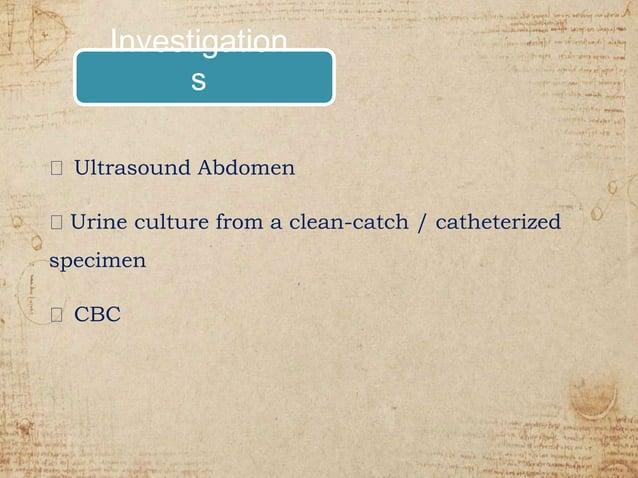 Investigation
s
⎕ Ultrasound Abdomen
⎕ Urine culture from a clean-catch / catheterized
specimen
⎕ CBC